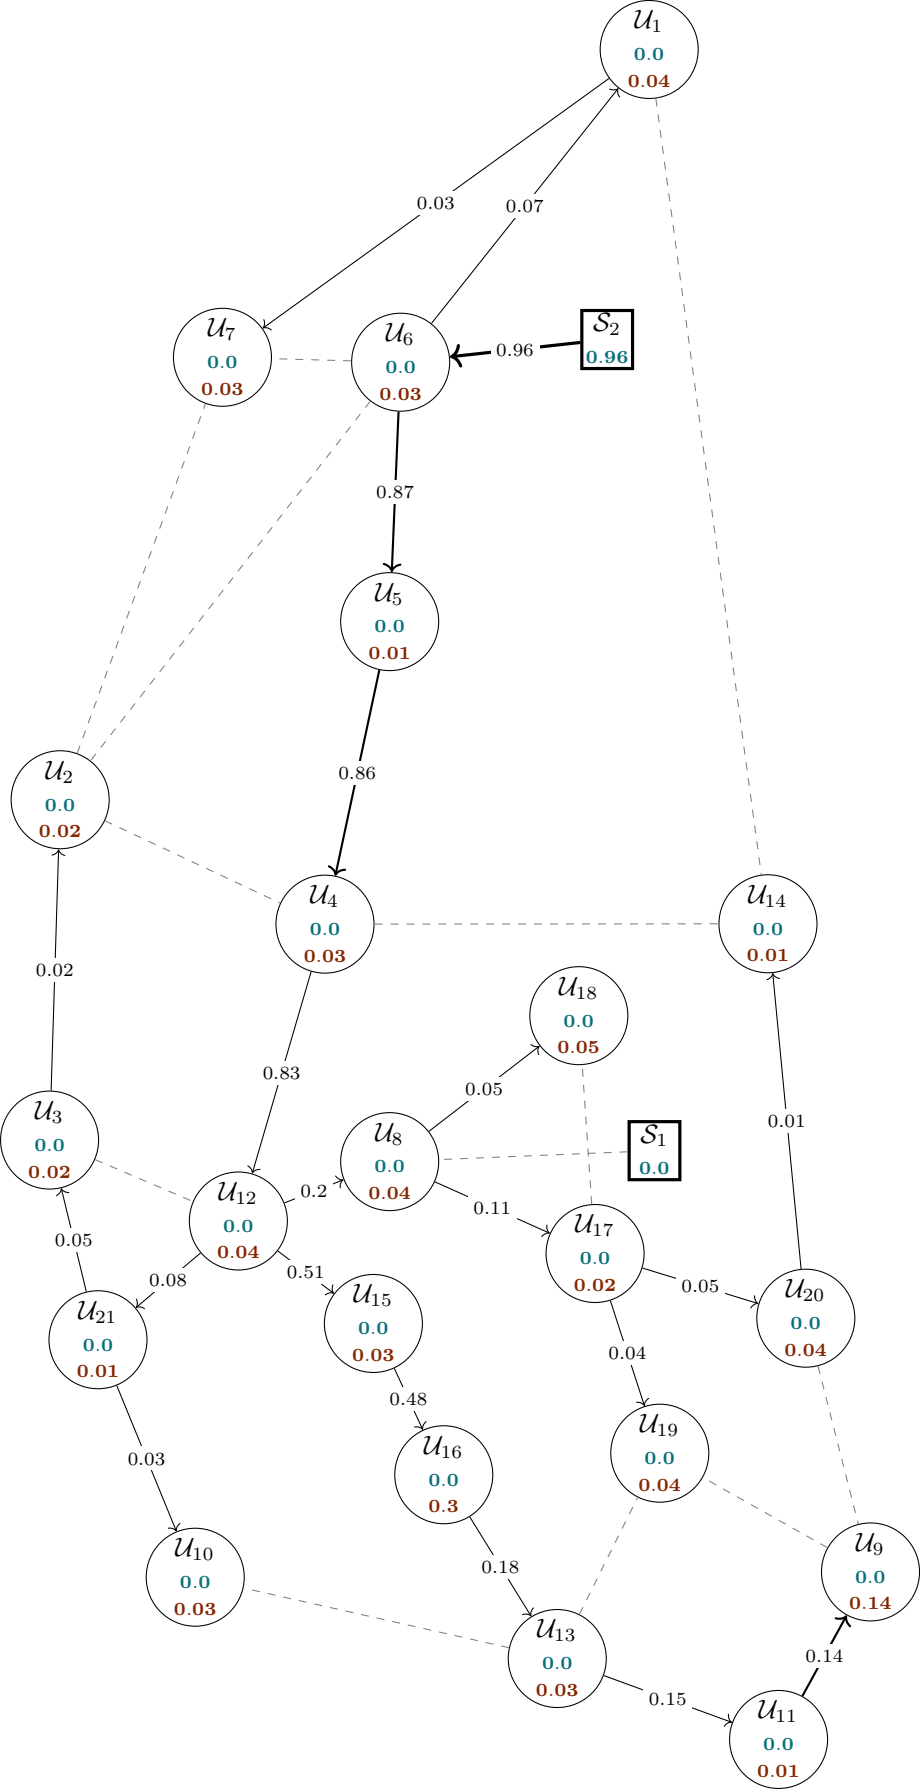 𝒰₁
0.0
0.04
0.03
0.07
𝒰₇
0.0
0.03
𝒰₆
0.0
0.03
0.96
𝒮₂
0.96
0.87
𝒰₅
0.0
0.01
𝒰₂
0.0
0.02
0.86
𝒰₄
0.0
0.03
𝒰₁₄
0.0
0.01
0.02
𝒰₁₈
0.0
0.05
0.83
0.05
0.01
𝒰₃
0.0
0.02
𝒰₈
0.0
0.04
𝒮₁
0.0
𝒰₁₂
0.0
0.04
0.2
0.11
𝒰₁₇
0.0
0.02
0.05
0.08
0.51
0.05
𝒰₂₁
0.0
0.01
𝒰₁₅
0.0
0.03
𝒰₂₀
0.0
0.04
0.04
0.48
0.03
𝒰₁₆
0.0
0.3
𝒰₁₉
0.0
0.04
𝒰₁₀
0.0
0.03
0.18
𝒰₉
0.0
0.14
𝒰₁₃
0.0
0.03
0.14
0.15
𝒰₁₁
0.0
0.01